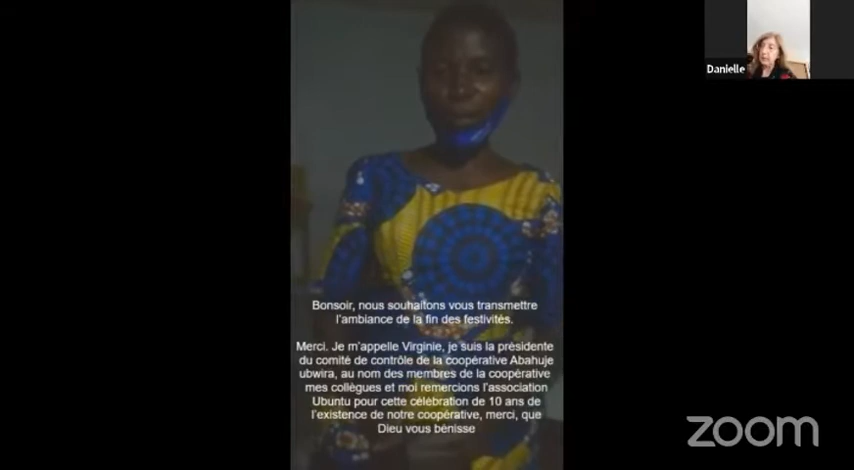 Danielle
Bonsoir, nous souhaitons vous transmettre
l'ambiance de la fin des festivités.
Merci. Je m'appelle Virginie, je suis la présidente
du comité de contrôle de la coopérative Abahuje
ubwira, au nom des membres de la coopérative
mes collègues et moi remercions l'association
Ubuntu pour cette célébration de 10 ans de
l'existence de notre coopérative, merci, que
Dieu vous bénisse
zoom